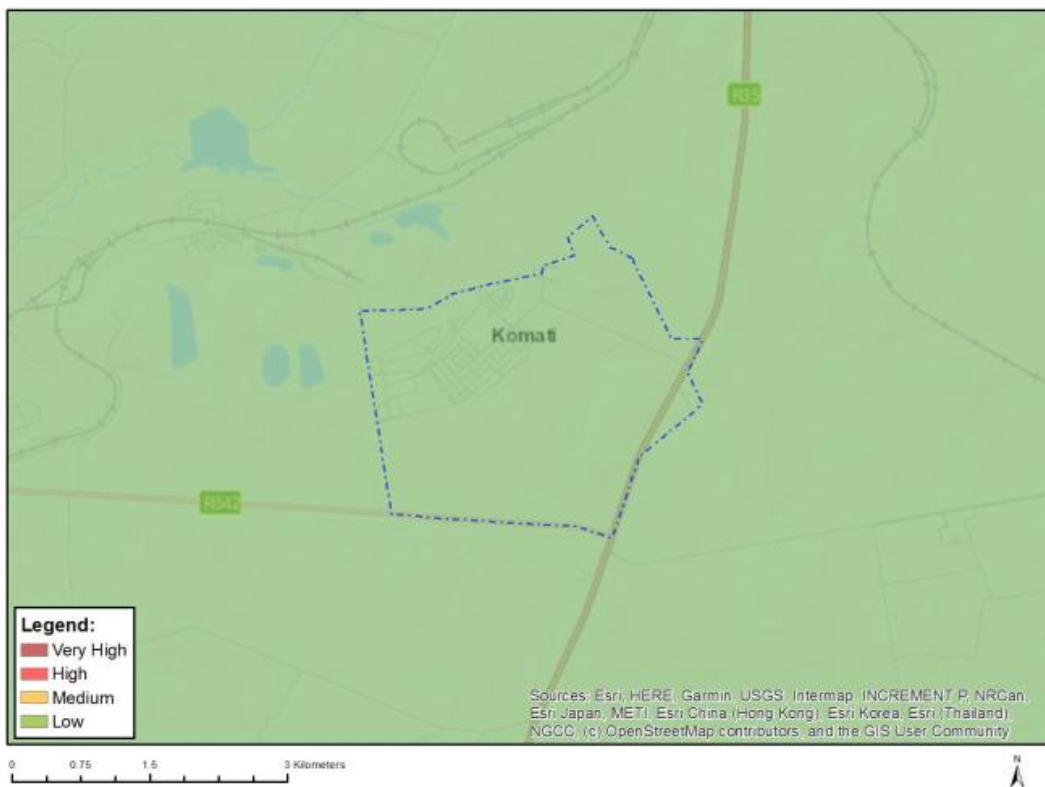 R35
Komati
R542
Legend:
Very High
High
Medium
Low
Sources: Esri, HERE, Garmin, USGS, Intermap, INCREMENT P, NRCan,
Esri Japan, METI, Esri China (Hong Kong), Esri Korea, Esri (Thailand),
NGCC, (c) OpenStreetMap contributors, and the GIS User Community
0 0.75 1.5 3 Kilometers
N